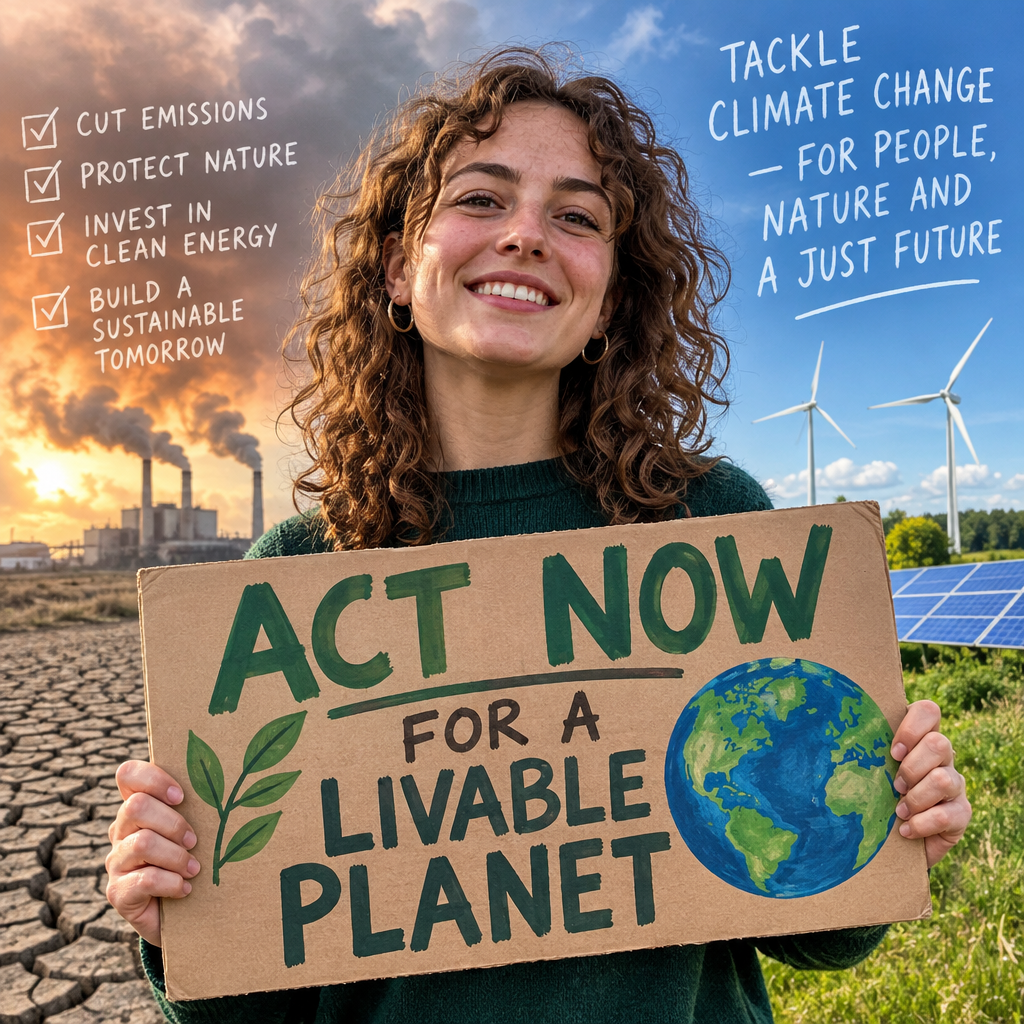 CUT EMISSIONS
PROTECT NATURE
INVEST IN
CLEAN ENERGY
BUILD A
SUSTAINABLE
TOMORROW
TACKLE
CLIMATE CHANGE
— FOR PEOPLE,
NATURE AND
A JUST FUTURE
ACT NOW
FOR A
LIVABLE
PLANET